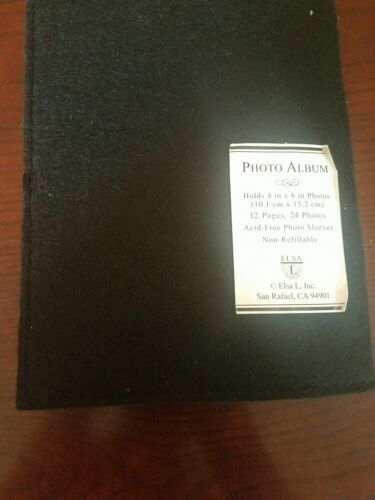 PHOTO ALBUM
Holds 4 in x 6 in Photos
(10.1 cm x 15.2 cm)
12 Pages, 24 Photos
Acid-Free Photo Sleeves
Non-Refillable
ELSA
L
© Elsa L, Inc.
San Rafael, CA 94901